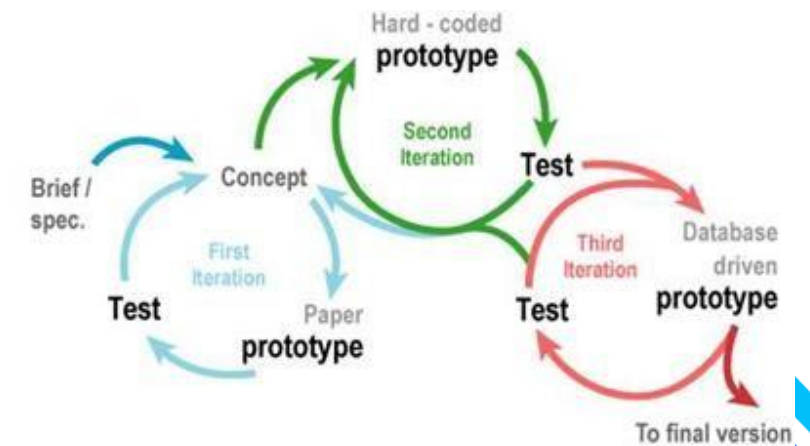 Hard - coded
prototype
Second
Iteration
Test
Brief /
spec.
Concept
First
Iteration
Test
Paper
prototype
Third
Iteration
Test
Database
driven
prototype
To final version